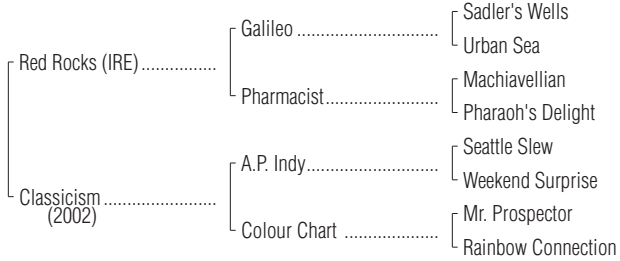 Sadler's Wells
Galileo ................................
Urban Sea
Red Rocks (IRE) ................
Machiavellian
Pharmacist.........................
Pharaoh's Delight
Seattle Slew
A.P. Indy.............................
Weekend Surprise
Classicism ........................
(2002)
Mr. Prospector
Colour Chart .....................
Rainbow Connection